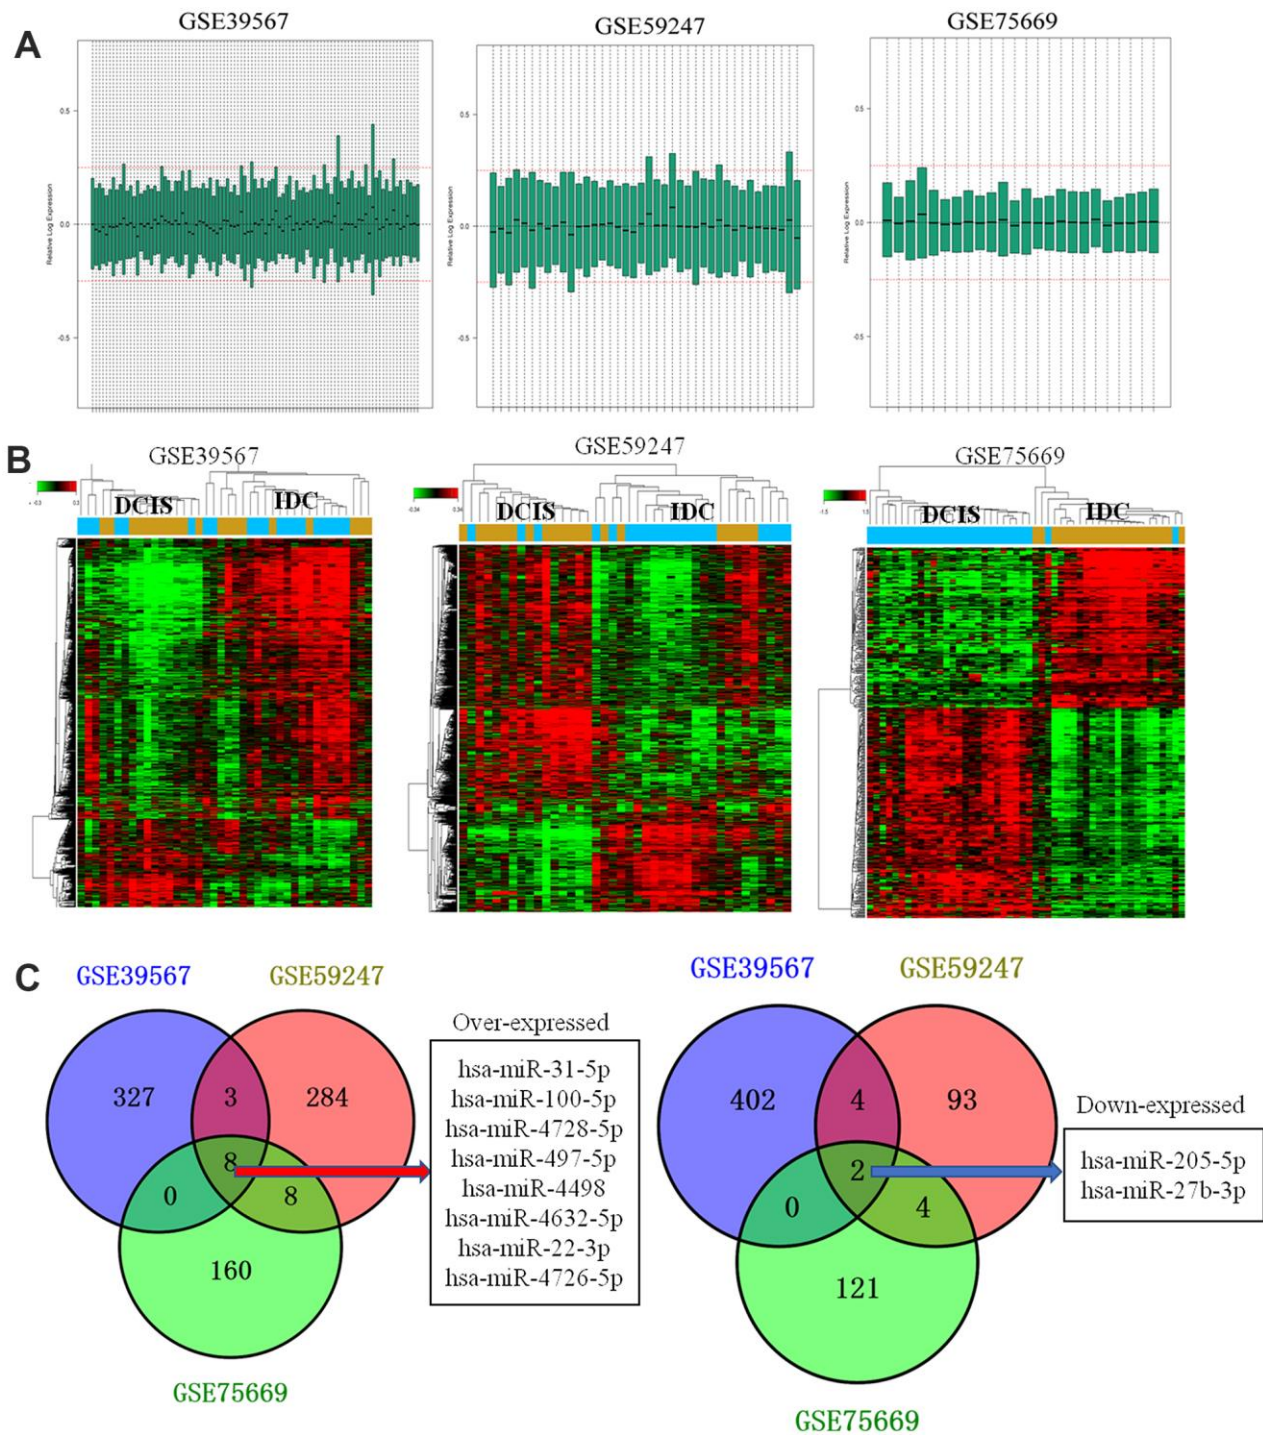 A
GSE39567
GSE59247
GSE75669
Relative Log Expression
0.5
0.0
-0.5
Relative Log Expression
0.5
0.0
-0.5
Relative Log Expression
0.5
0.0
-0.5
B
GSE39567
GSE59247
GSE75669
DCIS
IDC
DCIS
IDC
DCIS
IDC
C
GSE39567
GSE59247
327
3
284
8
0
8
160
GSE75669
Over-expressed
hsa-miR-31-5p
hsa-miR-100-5p
hsa-miR-4728-5p
hsa-miR-497-5p
hsa-miR-4498
hsa-miR-4632-5p
hsa-miR-22-3p
hsa-miR-4726-5p
GSE39567
GSE59247
402
4
93
2
0
4
121
GSE75669
Down-expressed
hsa-miR-205-5p
hsa-miR-27b-3p